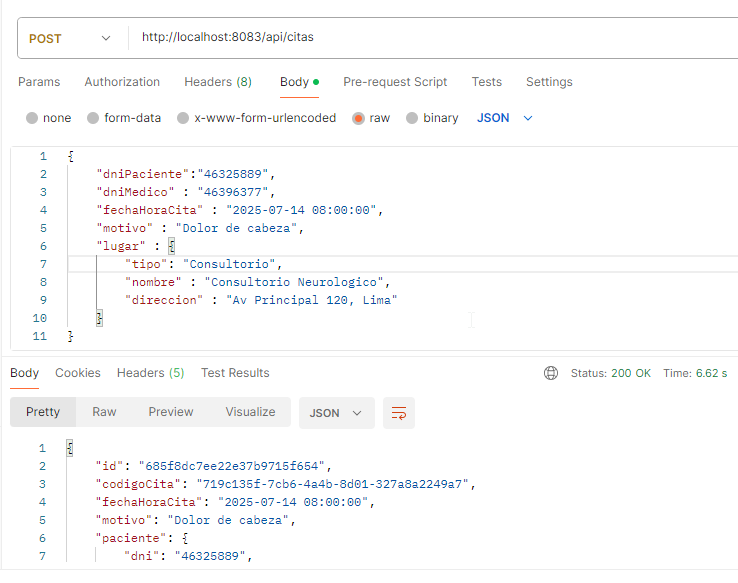 POST http://localhost:8083/api/citas
Params Authorization Headers (8) Body Pre-request Script Tests Settings
none form-data x-www-form-urlencoded raw binary JSON
1 {
2 "dniPaciente":"46325889",
3 "dniMedico" : "46396377",
4 "fechaHoraCita" : "2025-07-14 08:00:00",
5 "motivo" : "Dolor de cabeza",
6 "lugar" : {
7 "tipo": "Consultorio",
8 "nombre" : "Consultorio Neurologico",
9 "direccion" : "Av Principal 120, Lima"
10 }
11 }
Body Cookies Headers (5) Test Results Status: 200 OK Time: 6.62 s
Pretty Raw Preview Visualize JSON
1 {
2 "id": "685f8dc7ee22e37b9715f654",
3 "codigoCita": "719c135f-7cb6-4a4b-8d01-327a8a2249a7",
4 "fechaHoraCita": "2025-07-14 08:00:00",
5 "motivo": "Dolor de cabeza",
6 "paciente": {
7 "dni": "46325889",